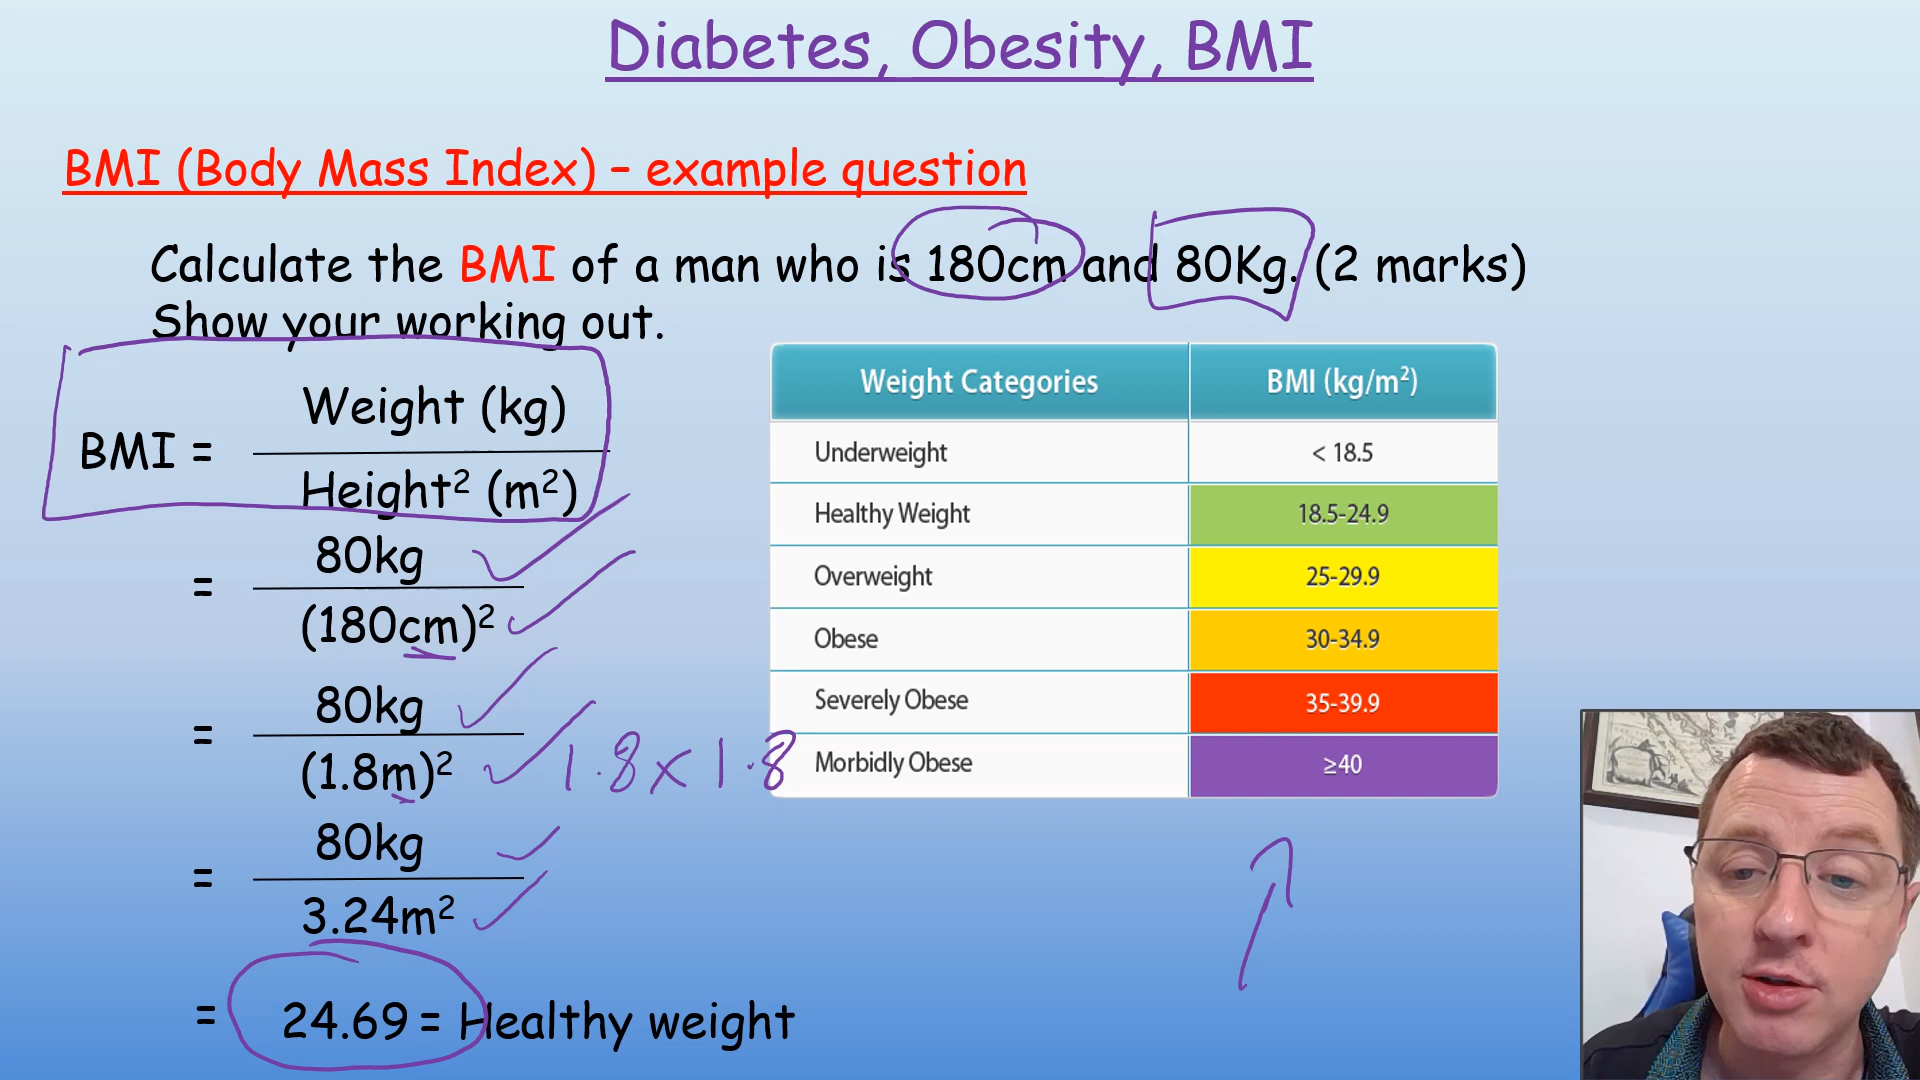 Diabetes, Obesity, BMI
BMI (Body Mass Index) – example question
Calculate the BMI of a man who is 180cm and 80Kg. (2 marks)
Show your working out.
BMI = Weight (kg)
Height² (m²)
= 80kg
(180cm)²
= 80kg
(1.8m)² 1.8 x 1.8
= 80kg
3.24m²
= 24.69 = Healthy weight
Weight Categories BMI (kg/m²)
Underweight < 18.5
Healthy Weight 18.5-24.9
Overweight 25-29.9
Obese 30-34.9
Severely Obese 35-39.9
Morbidly Obese ≥40